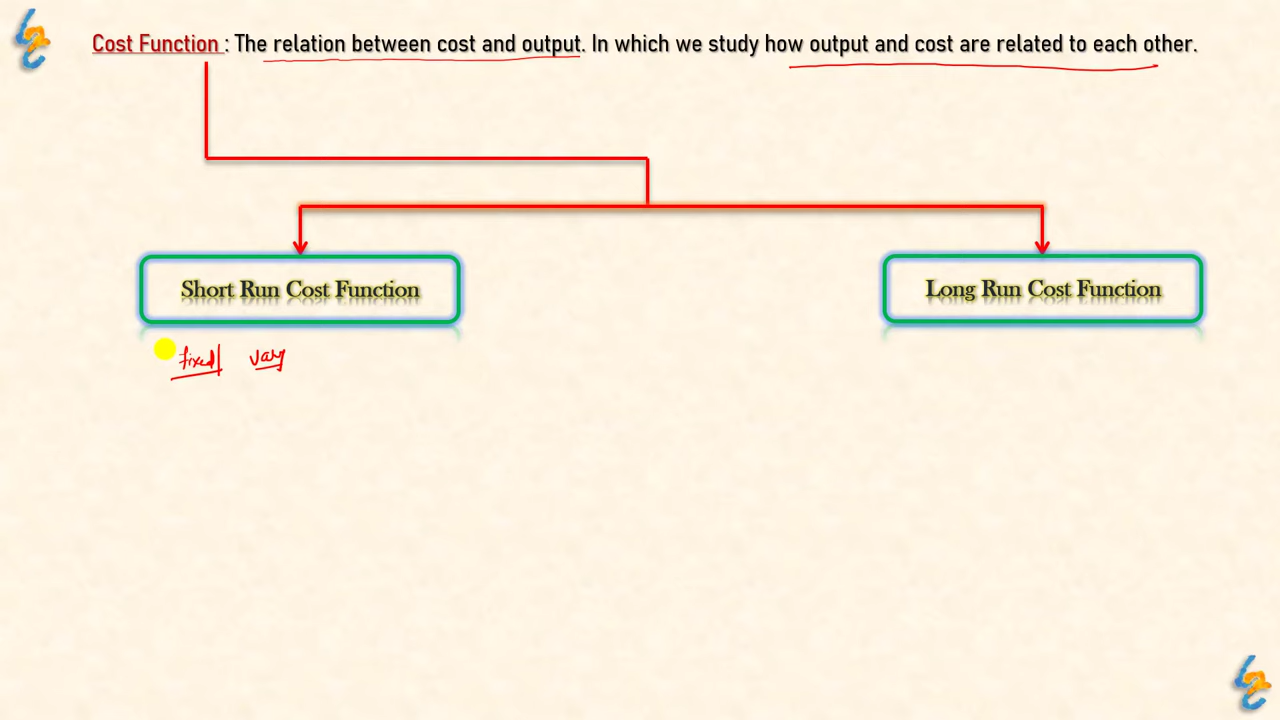 Cost Function : The relation between cost and output. In which we study how output and cost are related to each other.
Short Run Cost Function
Long Run Cost Function
fixed vary